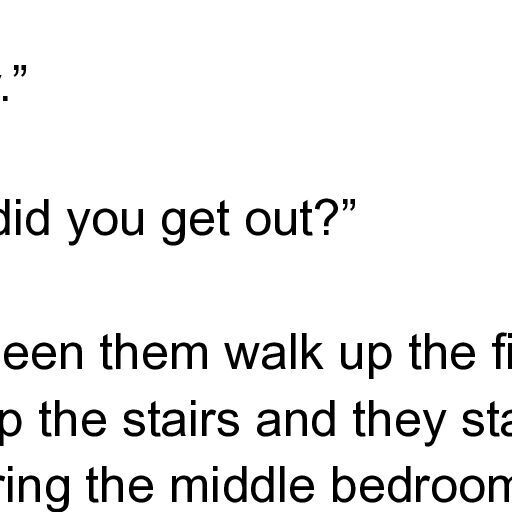 .”
did you get out?”
een them walk up the fi
p the stairs and they sta
ring the middle bedroom